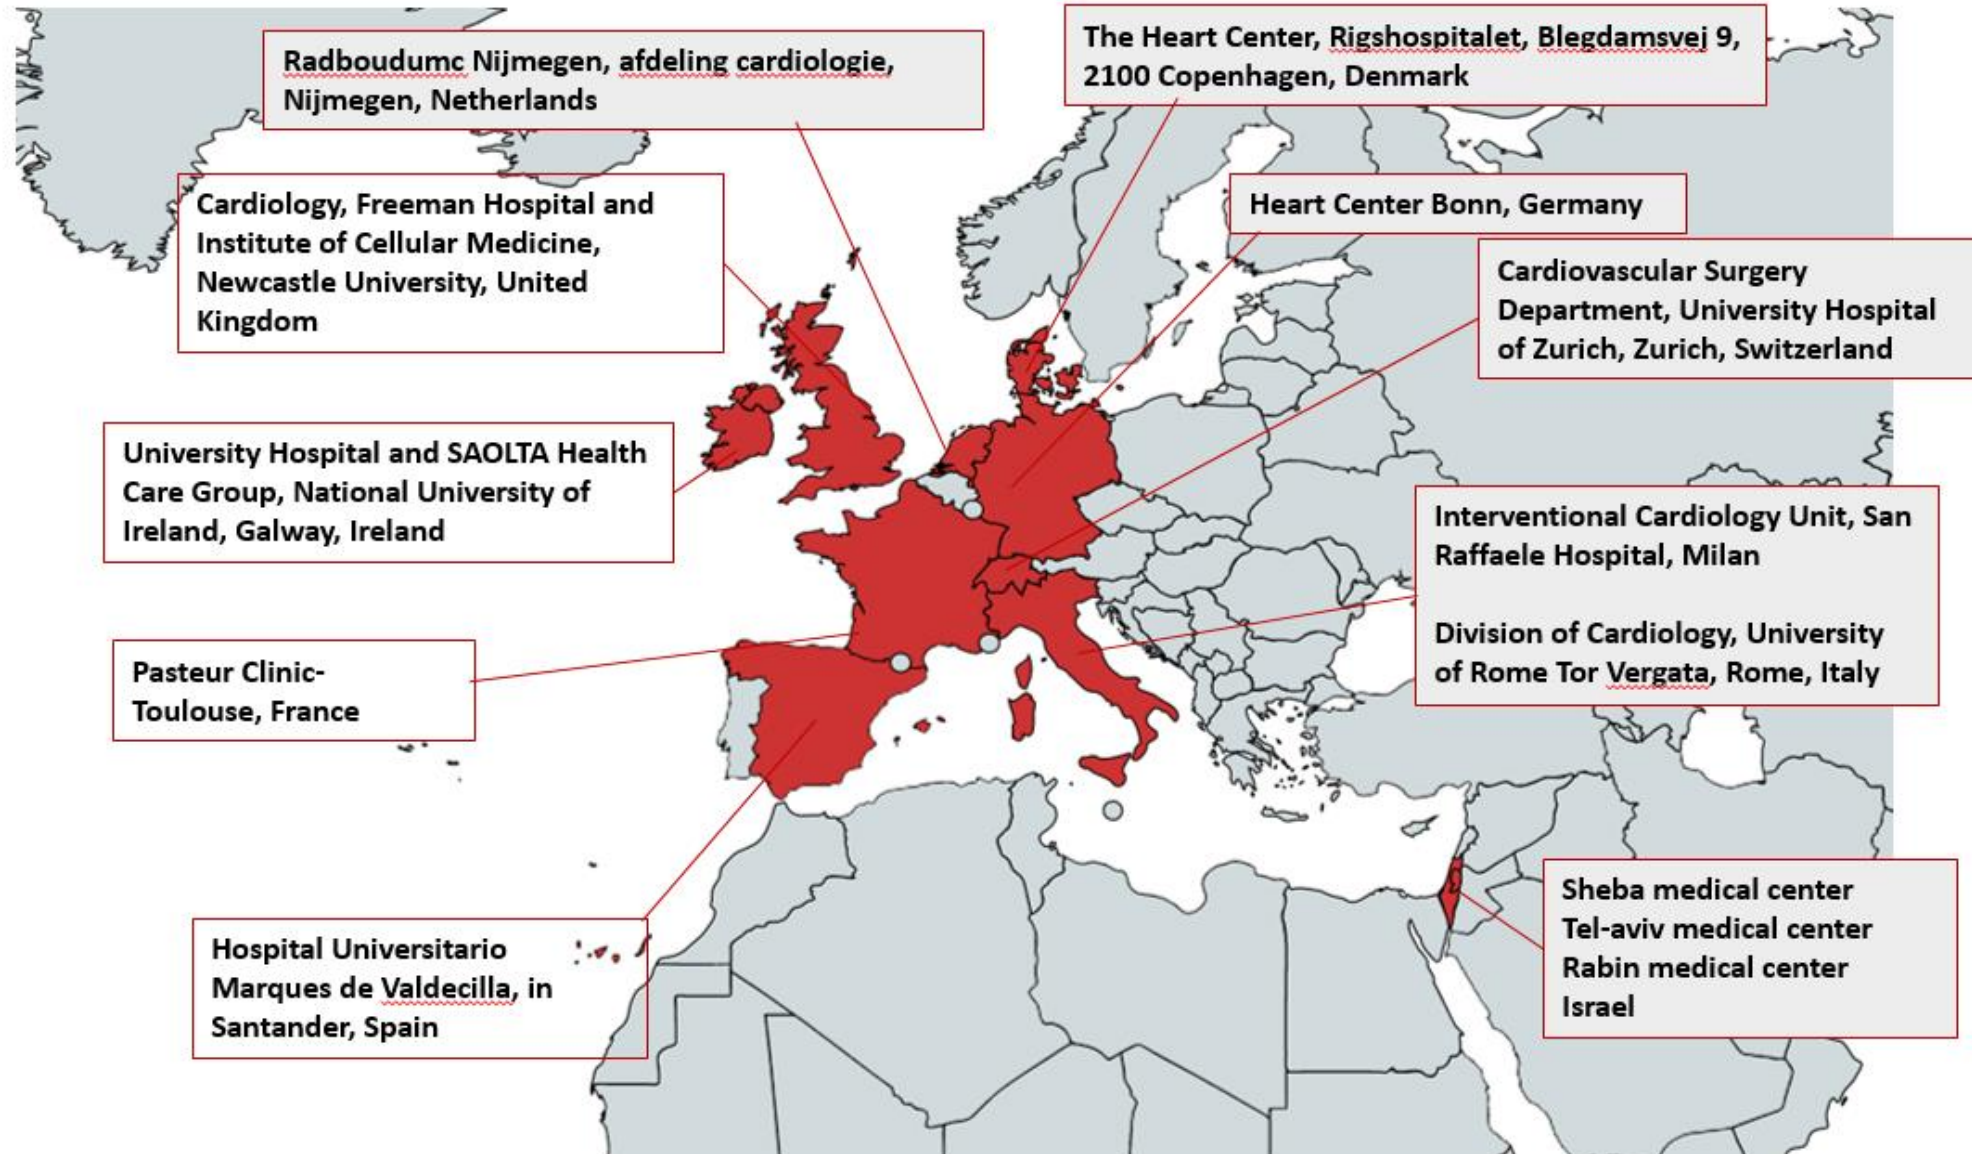 Radboudumc Nijmegen, afdeling cardiologie,
Nijmegen, Netherlands
The Heart Center, Rigshospitalet, Blegdamsvej 9,
2100 Copenhagen, Denmark
Cardiology, Freeman Hospital and
Institute of Cellular Medicine,
Newcastle University, United
Kingdom
Heart Center Bonn, Germany
Cardiovascular Surgery
Department, University Hospital
of Zurich, Zurich, Switzerland
University Hospital and SAOLTA Health
Care Group, National University of
Ireland, Galway, Ireland
Interventional Cardiology Unit, San
Raffaele Hospital, Milan
Division of Cardiology, University
of Rome Tor Vergata, Rome, Italy
Pasteur Clinic-
Toulouse, France
Sheba medical center
Tel-aviv medical center
Rabin medical center
Israel
Hospital Universitario
Marques de Valdecilla, in
Santander, Spain